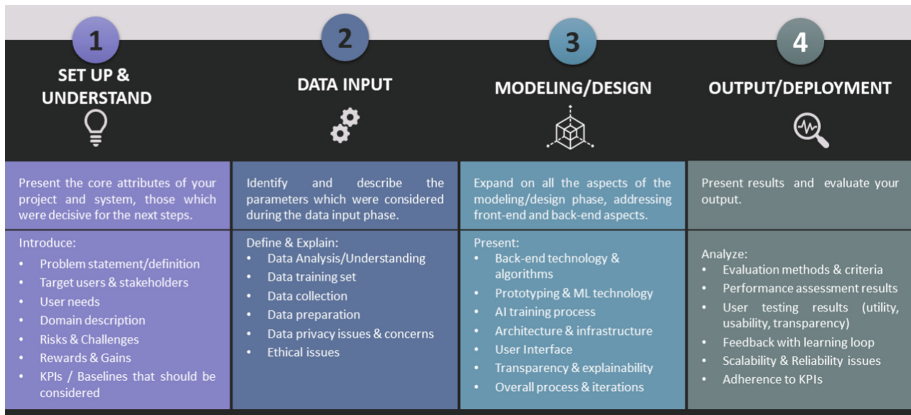 1
SET UP &
UNDERSTAND
Present the core attributes of your
project and system, those which
were decisive for the next steps.
Introduce:
• Problem statement/definition
• Target users & stakeholders
• User needs
• Domain description
• Risks & Challenges
• Rewards & Gains
• KPIs / Baselines that should be
considered
2
DATA INPUT
Identify and describe the
parameters which were considered
during the data input phase.
Define & Explain:
• Data Analysis/Understanding
• Data training set
• Data collection
• Data preparation
• Data privacy issues & concerns
• Ethical issues
3
MODELING/DESIGN
Expand on all the aspects of the
modeling/design phase, addressing
front-end and back-end aspects.
Present:
• Back-end technology &
algorithms
• Prototyping & ML technology
• AI training process
• Architecture & infrastructure
• User Interface
• Transparency & explainability
• Overall process & iterations
4
OUTPUT/DEPLOYMENT
Present results and evaluate your
output.
Analyze:
• Evaluation methods & criteria
• Performance assessment results
• User testing results (utility,
usability, transparency)
• Feedback with learning loop
• Scalability & Reliability issues
• Adherence to KPIs